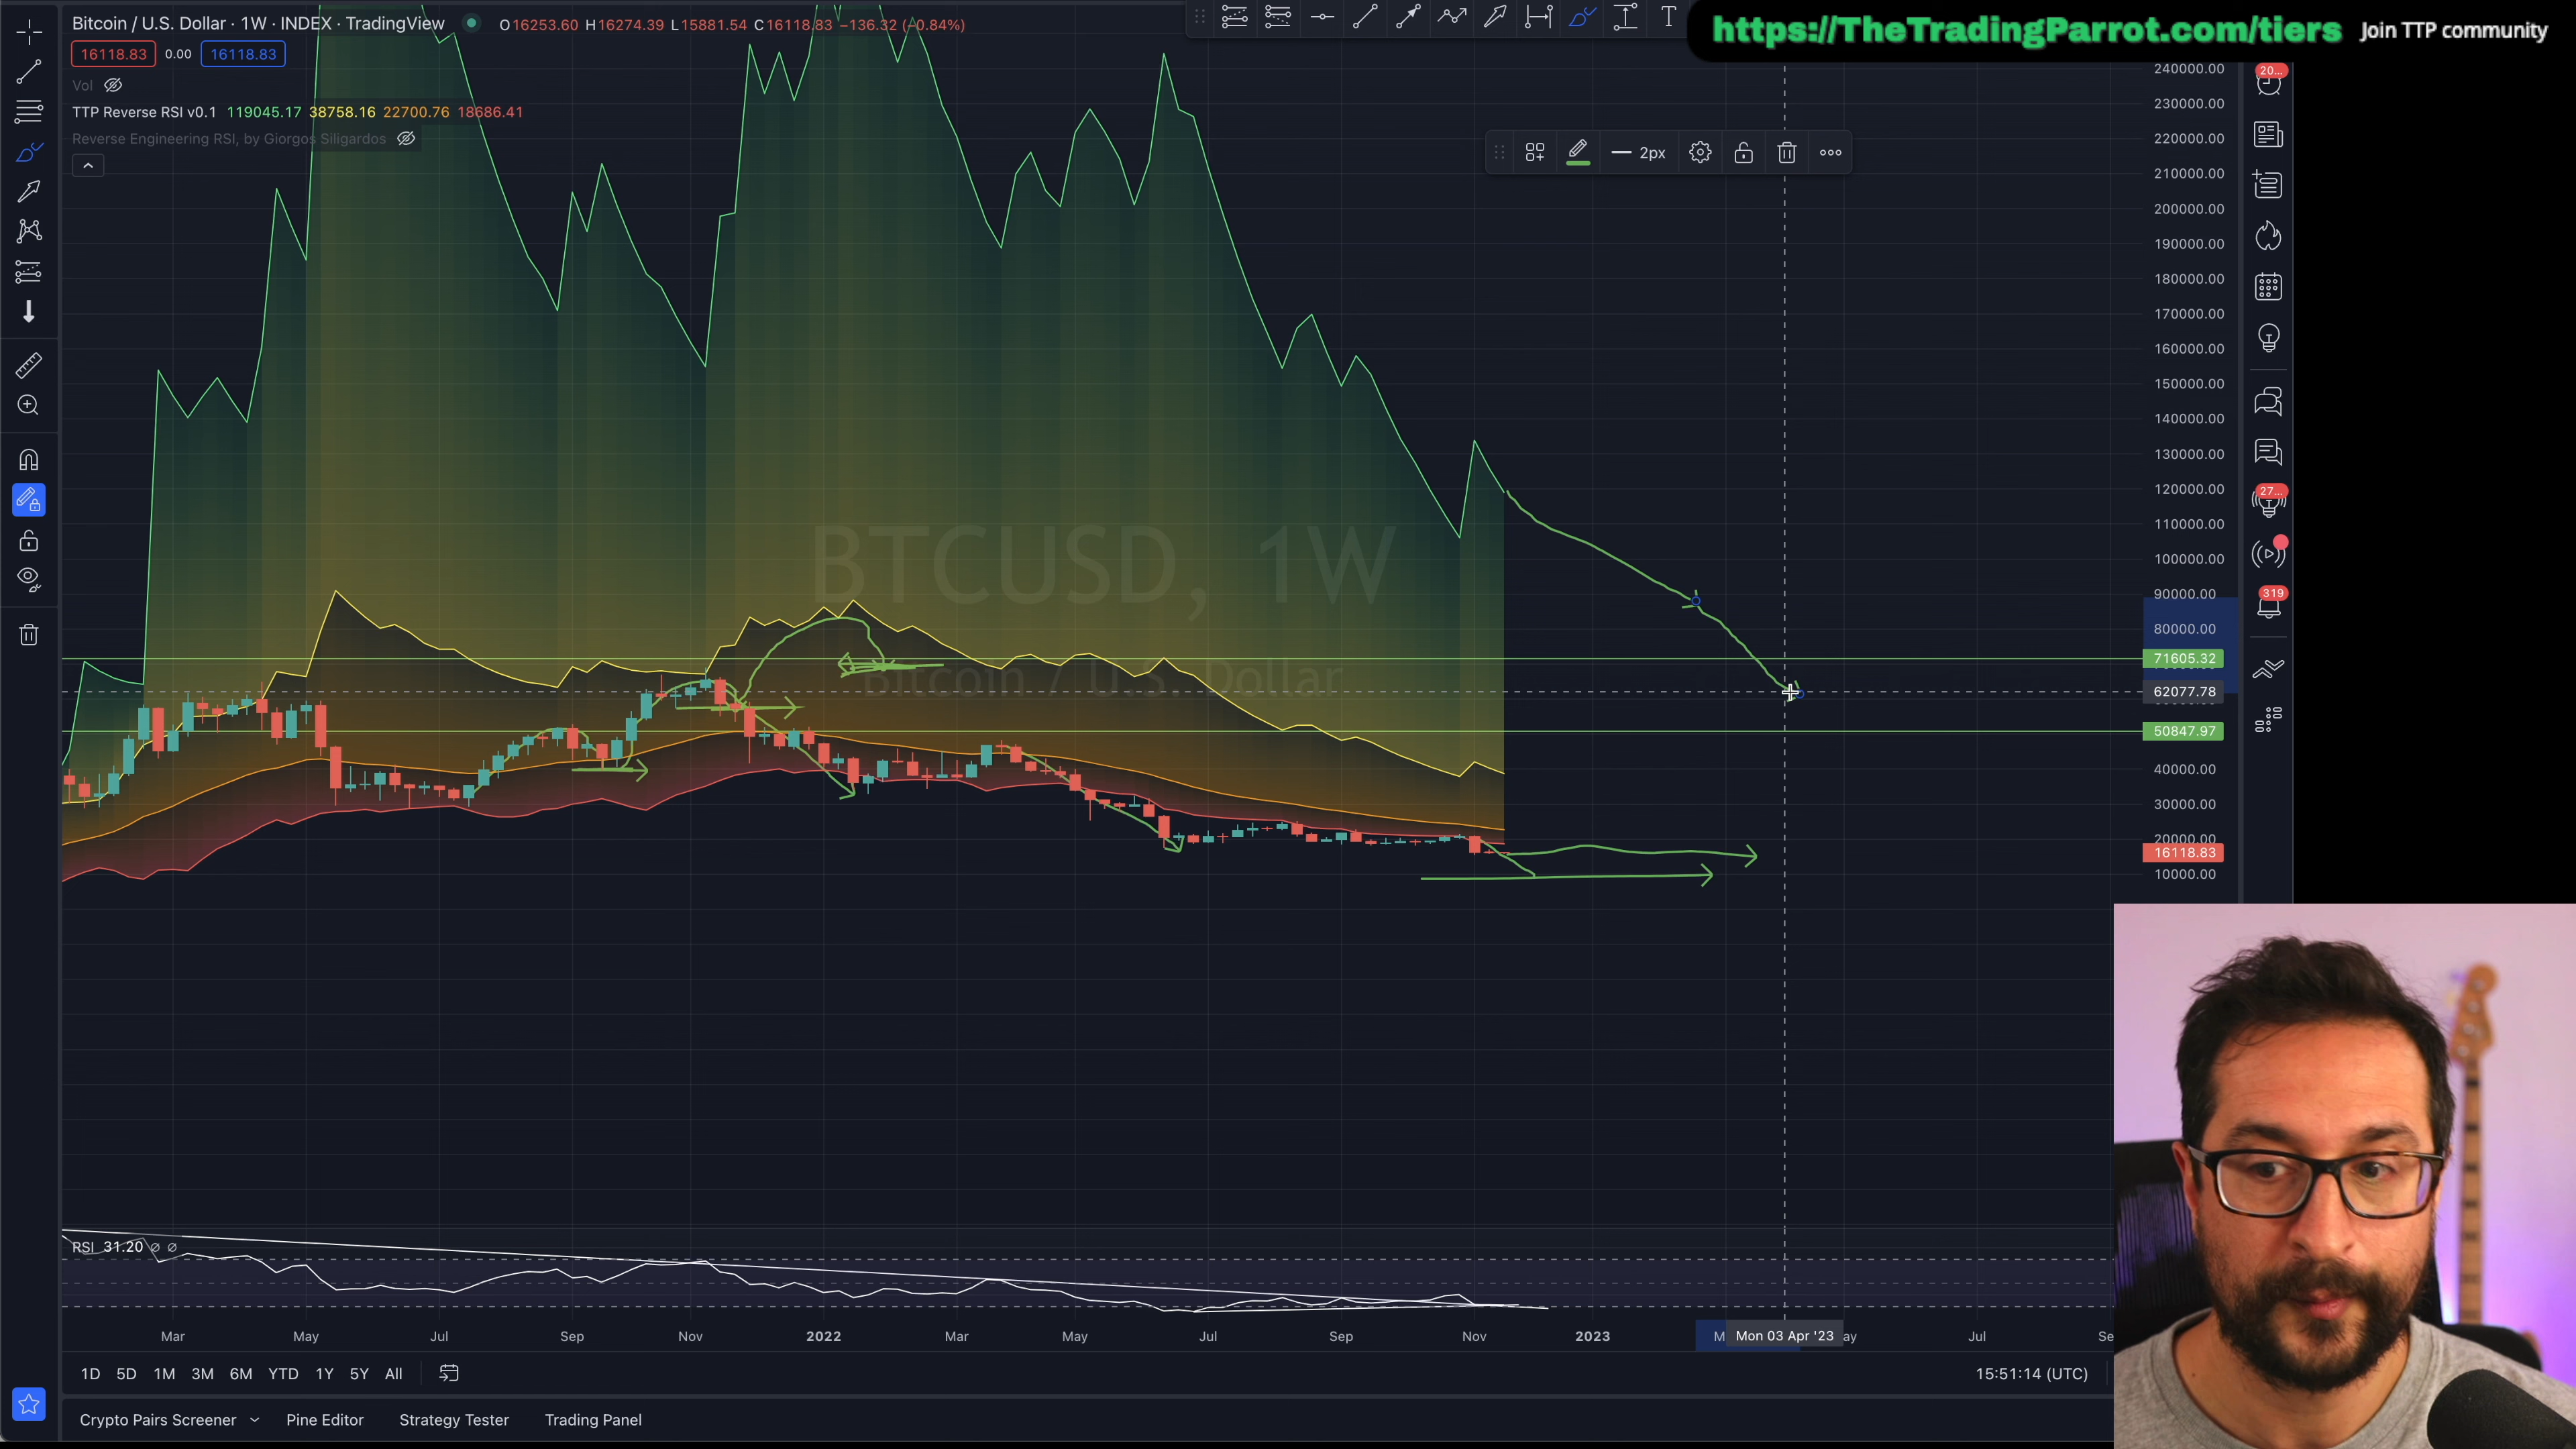 Bitcoin / U.S. Dollar · 1W · INDEX · TradingView
O16253.60 H16274.39 L15881.54 C16118.83 −136.32 (−0.84%)
https://TheTradingParrot.com/tiers Join TTP community
16118.83 0.00 16118.83
Vol
TTP Reverse RSI v0.1 119045.17 38758.16 22700.76 18686.41
Reverse Engineering RSI, by Giorgos Siligardos
2px
BTCUSD, 1W
Bitcoin / U.S. Dollar
240000.00
230000.00
220000.00
210000.00
200000.00
190000.00
180000.00
170000.00
160000.00
150000.00
140000.00
130000.00
120000.00
110000.00
100000.00
90000.00
80000.00
71605.32
62077.78
50847.97
40000.00
30000.00
20000.00
16118.83
10000.00
20...
27...
319
RSI 31.20 ∅ ∅
Mar May Jul Sep Nov 2022 Mar May Jul Sep Nov 2023 M Mon 03 Apr '23 ay Jul Se
1D 5D 1M 3M 6M YTD 1Y 5Y All
15:51:14 (UTC)
Crypto Pairs Screener Pine Editor Strategy Tester Trading Panel